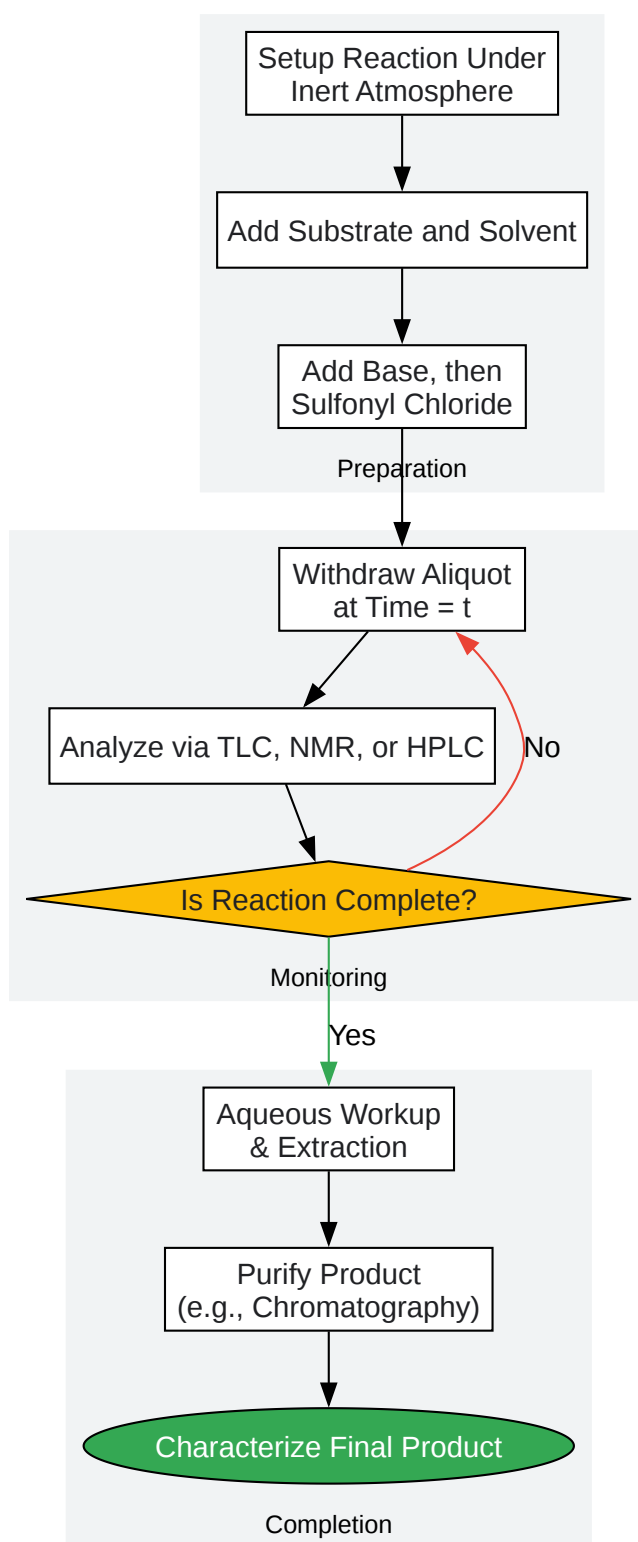 Setup Reaction Under
Inert Atmosphere
Add Substrate and Solvent
Add Base, then
Sulfonyl Chloride
Preparation
Withdraw Aliquot
at Time = t
Analyze via TLC, NMR, or HPLC
No
Is Reaction Complete?
Monitoring
Yes
Aqueous Workup
& Extraction
Purify Product
(e.g., Chromatography)
Characterize Final Product
Completion